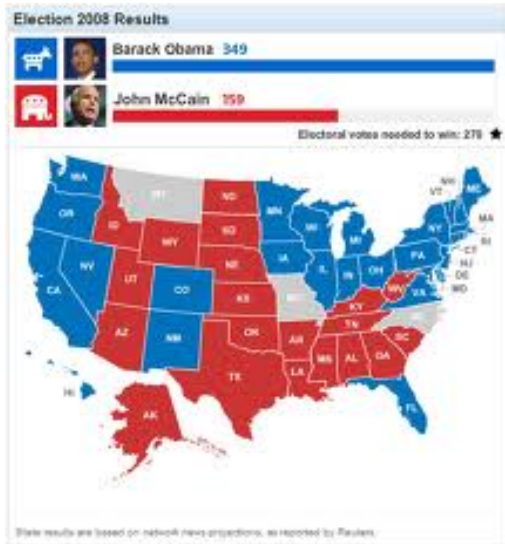 Election 2008 Results
Barack Obama 349
John McCain 159
Electoral votes needed to win: 270
WA
MT
ND
MN
OR
ID
SD
WI
MI
NH
VT
ME
WY
NY
MA
NE
IA
PA
RI
CT
NV
UT
CO
IL
IN
OH
NJ
DE
CA
KS
WV
VA
MD
KY
AZ
NM
OK
AR
TN
SC
TX
LA
MS
AL
GA
HI
AK
FL
State results are based on network news projections, as reported by Reuters.